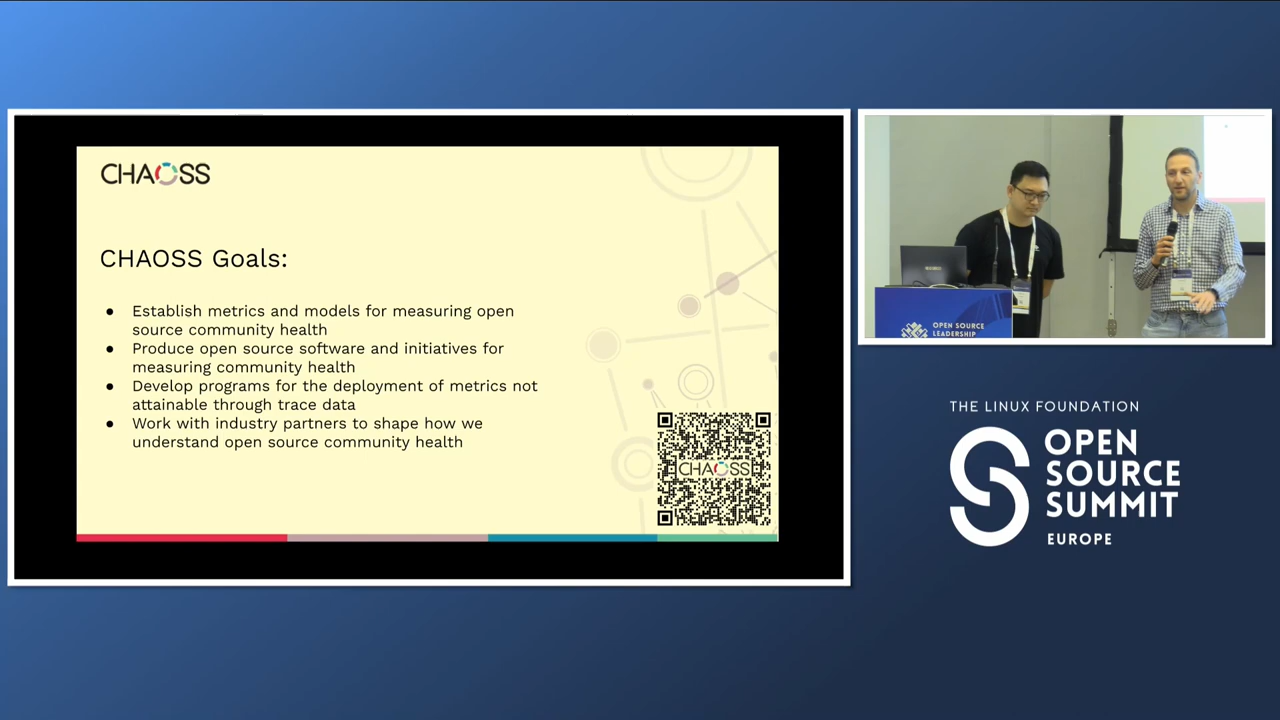 CHAOSS
CHAOSS Goals:
● Establish metrics and models for measuring open
source community health
● Produce open source software and initiatives for
measuring community health
● Develop programs for the deployment of metrics not
attainable through trace data
● Work with industry partners to shape how we
understand open source community health
CHAOSS
OPEN SOURCE
LEADERSHIP
THE LINUX FOUNDATION
OPEN
SOURCE
SUMMIT
EUROPE